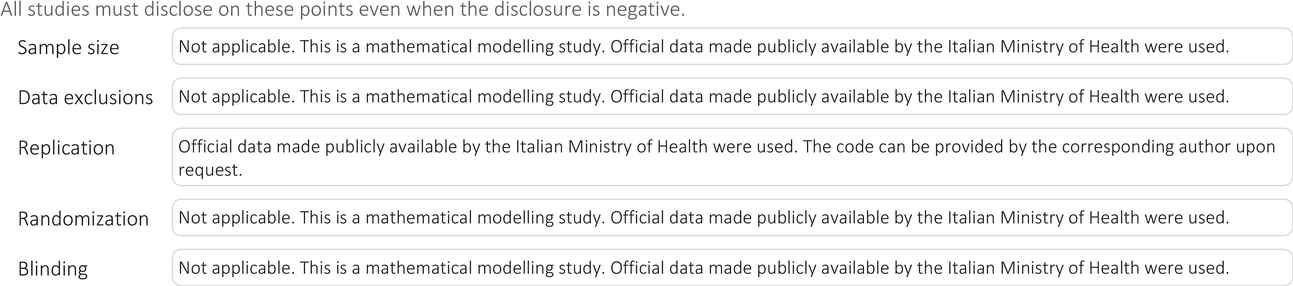 All studies must disclose on these points even when the disclosure is negative.
Sample size Not applicable. This is a mathematical modelling study. Official data made publicly available by the Italian Ministry of Health were used.
Data exclusions Not applicable. This is a mathematical modelling study. Official data made publicly available by the Italian Ministry of Health were used.
Replication Official data made publicly available by the Italian Ministry of Health were used. The code can be provided by the corresponding author upon
request.
Randomization Not applicable. This is a mathematical modelling study. Official data made publicly available by the Italian Ministry of Health were used.
Blinding Not applicable. This is a mathematical modelling study. Official data made publicly available by the Italian Ministry of Health were used.